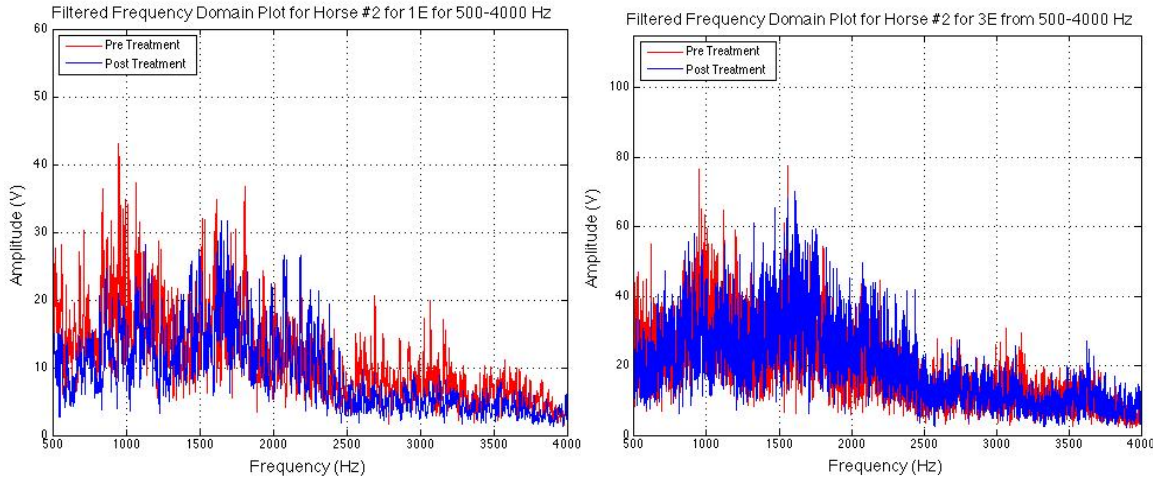 Filtered Frequency Domain Plot for Horse #2 for 1E for 500-4000 Hz
60
50
40
30
20
10
0
Amplitude (V)
Pre Treatment
Post Treatment
500
1000
1500
2000
2500
3000
3500
4000
Frequency (Hz)
Filtered Frequency Domain Plot for Horse #2 for 3E from 500-4000 Hz
100
80
60
40
20
0
Amplitude (V)
Pre Treatment
Post Treatment
500
1000
1500
2000
2500
3000
3500
4000
Frequency (Hz)